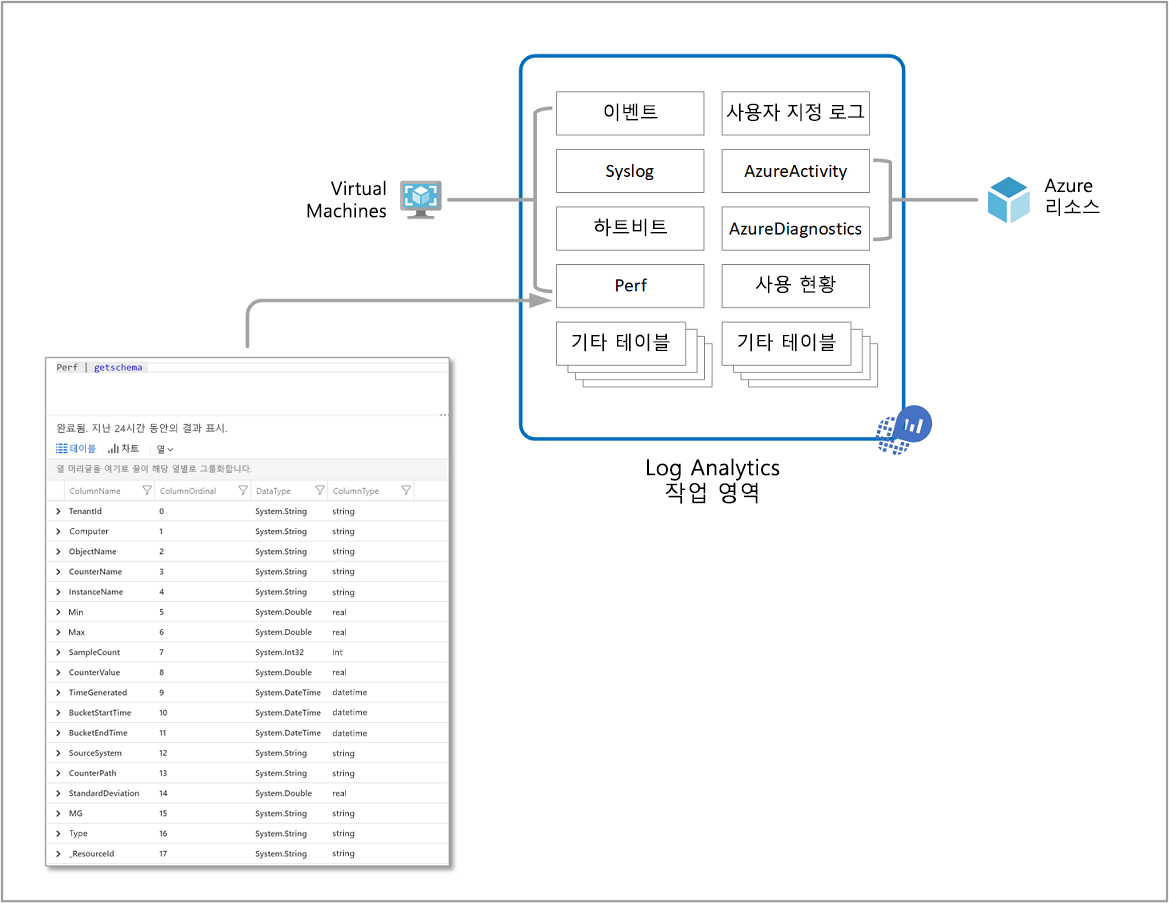 이벤트
사용자 지정 로그
Syslog
AzureActivity
하트비트
AzureDiagnostics
Perf
사용 현황
기타 테이블
기타 테이블
Virtual
Machines
Azure
리소스
Log Analytics
작업 영역
Perf | getschema
완료됨. 지난 24시간 동안의 결과 표시.
테이블 차트 열
열 머리글을 여기로 끌어 해당 열별로 그룹화합니다.
ColumnName ColumnOrdinal DataType ColumnType
TenantId 0 System.String string
Computer 1 System.String string
ObjectName 2 System.String string
CounterName 3 System.String string
InstanceName 4 System.String string
Min 5 System.Double real
Max 6 System.Double real
SampleCount 7 System.Int32 int
CounterValue 8 System.Double real
TimeGenerated 9 System.DateTime datetime
BucketStartTime 10 System.DateTime datetime
BucketEndTime 11 System.DateTime datetime
SourceSystem 12 System.String string
CounterPath 13 System.String string
StandardDeviation 14 System.Double real
MG 15 System.String string
Type 16 System.String string
_ResourceId 17 System.String string